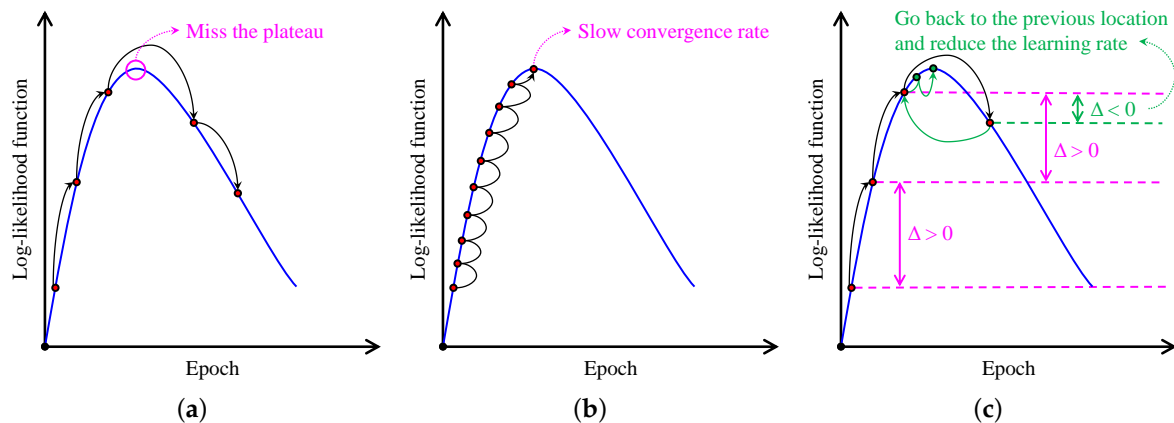 Miss the plateau
Log-likelihood function
Epoch
(a)
Slow convergence rate
Log-likelihood function
Epoch
(b)
Go back to the previous location
and reduce the learning rate
Δ < 0
Δ > 0
Δ > 0
Log-likelihood function
Epoch
(c)